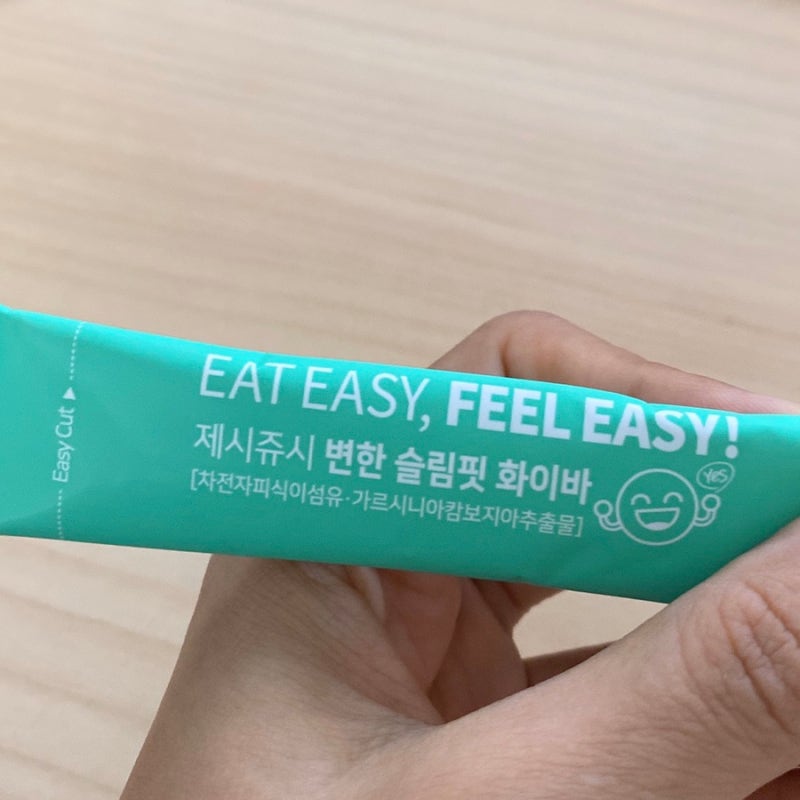 Easy Cut ▶
EAT EASY, FEEL EASY!
제시쥬시 변한 슬림핏 화이바
[차전자피식이섬유·가르시니아캄보지아추출물]
YES